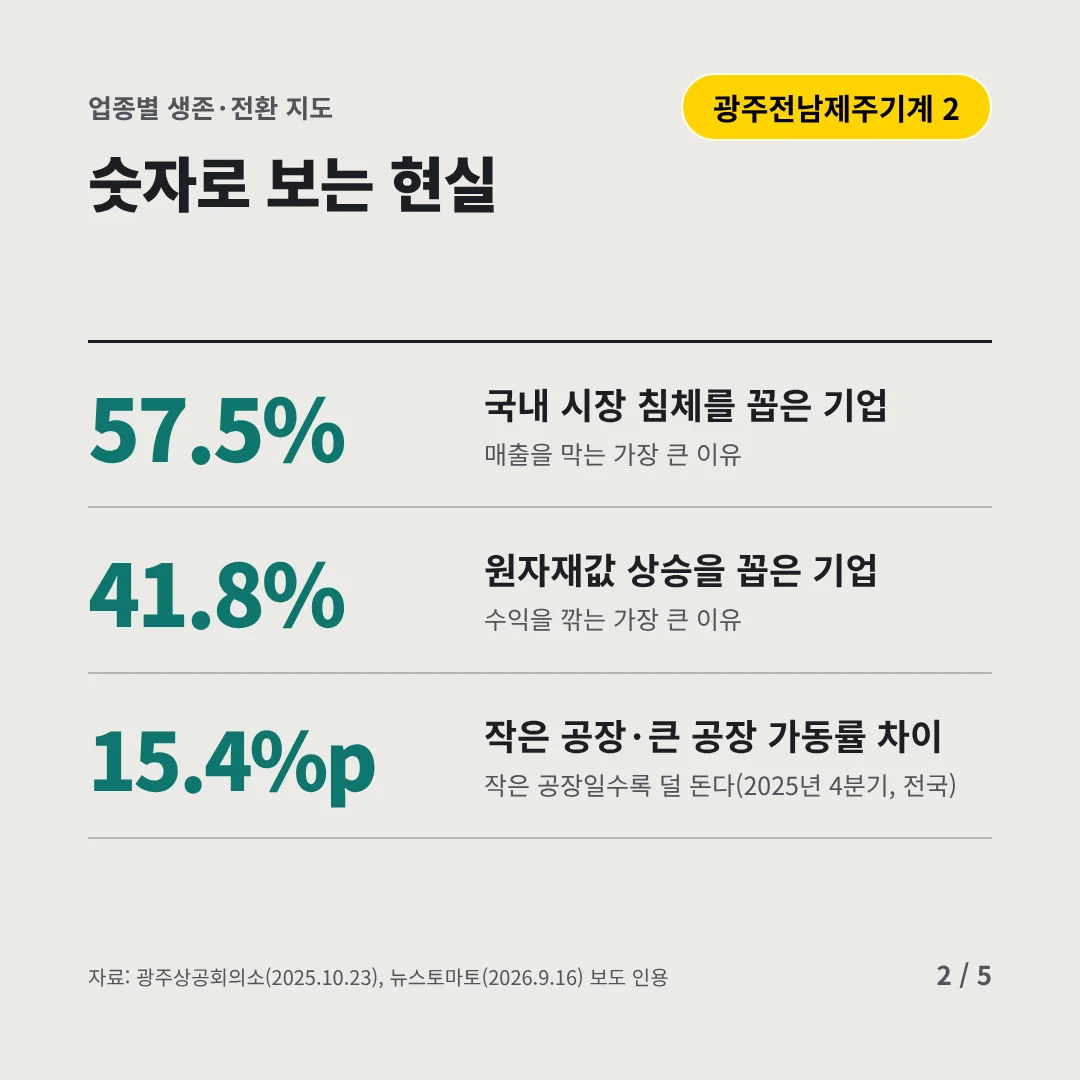 업종별 생존·전환 지도
광주전남제주기계 2
숫자로 보는 현실
57.5%
국내 시장 침체를 꼽은 기업
매출을 막는 가장 큰 이유
41.8%
원자재값 상승을 꼽은 기업
수익을 깎는 가장 큰 이유
15.4%p
작은 공장·큰 공장 가동률 차이
작은 공장일수록 덜 돈다(2025년 4분기, 전국)
자료: 광주상공회의소(2025.10.23), 뉴스토마토(2026.9.16) 보도 인용
2 / 5